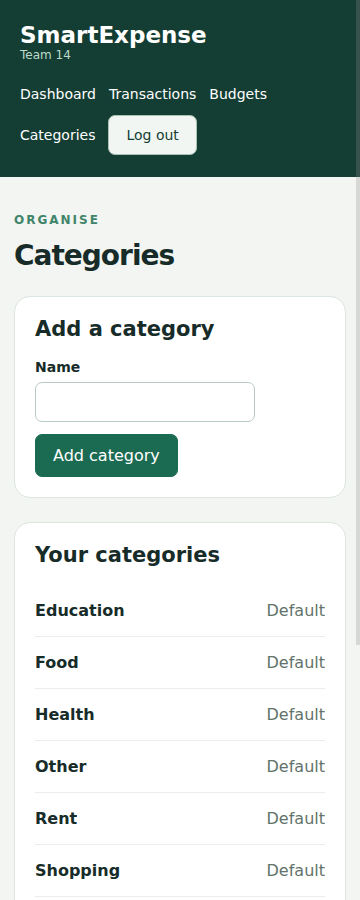 SmartExpense
Team 14
Dashboard Transactions Budgets
Categories Log out
ORGANISE
Categories
Add a category
Name
Add category
Your categories
Education Default
Food Default
Health Default
Other Default
Rent Default
Shopping Default